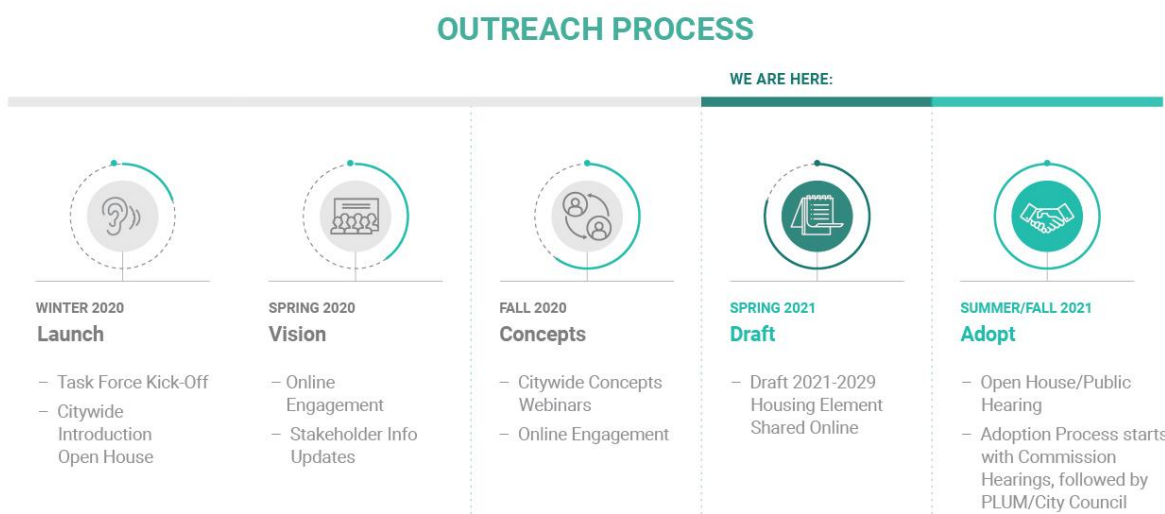 OUTREACH PROCESS
WE ARE HERE:
WINTER 2020
Launch
– Task Force Kick-Off
– Citywide
Introduction
Open House
SPRING 2020
Vision
– Online
Engagement
– Stakeholder Info
Updates
FALL 2020
Concepts
– Citywide Concepts
Webinars
– Online Engagement
SPRING 2021
Draft
– Draft 2021-2029
Housing Element
Shared Online
SUMMER/FALL 2021
Adopt
– Open House/Public
Hearing
– Adoption Process starts
with Commission
Hearings, followed by
PLUM/City Council